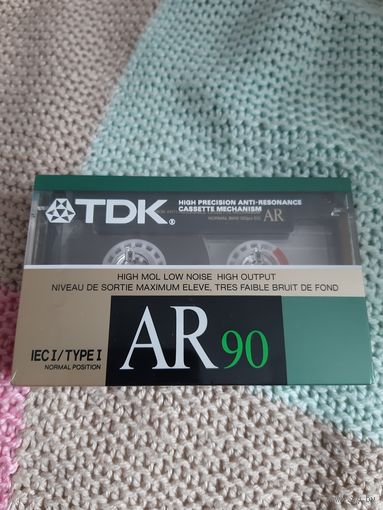 TDK®
HIGH PRECISION ANTI-RESONANCE
CASSETTE MECHANISM
AR
HIGH MOL LOW NOISE HIGH OUTPUT
NIVEAU DE SORTIE MAXIMUM ELEVE, TRES FAIBLE BRUIT DE FOND
IEC I / TYPE I
NORMAL POSITION
AR 90